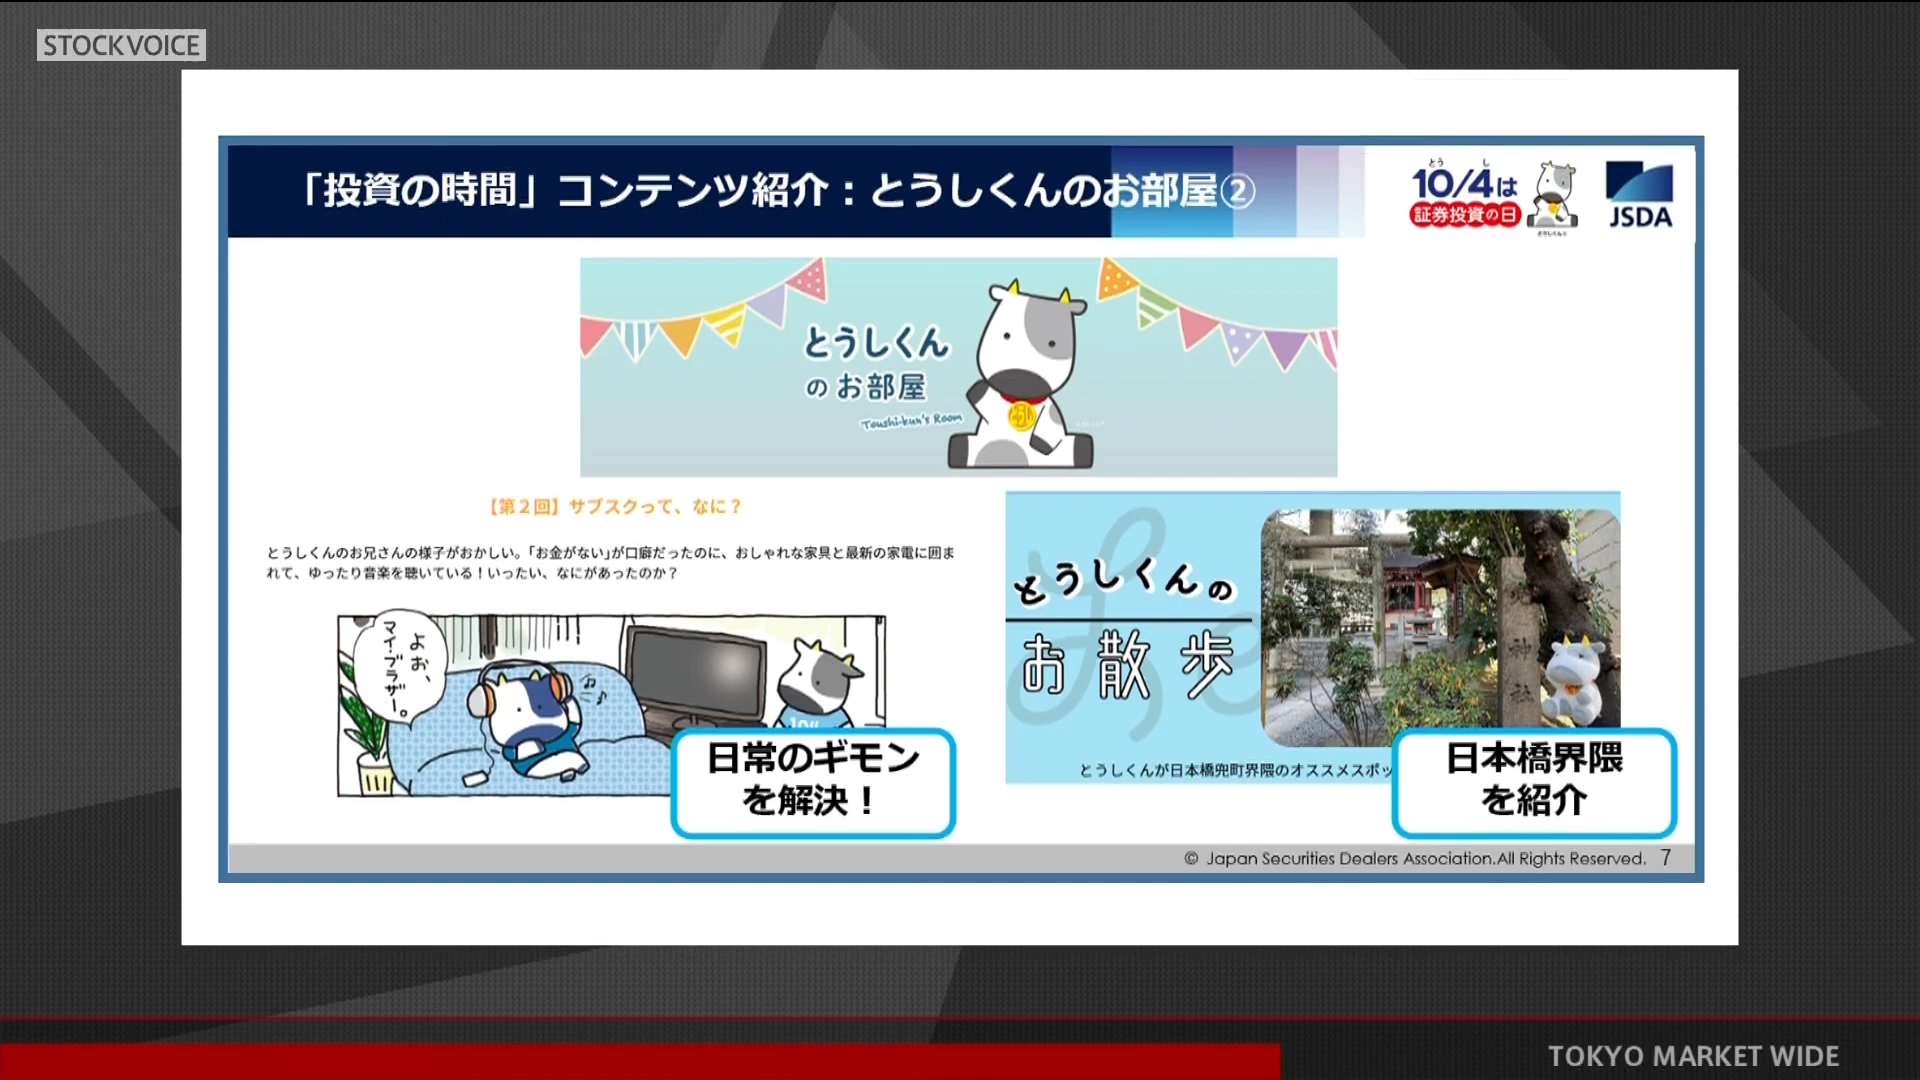 STOCKVOICE
「投資の時間」コンテンツ紹介：とうしくんのお部屋②
とう し
10/4は
証券投資の日
JSDA
とうしくん
のお部屋
Toushi-kun's Room
【第２回】サブスクって、なに？
とうしくんのお兄さんの様子がおかしい。「お金がない」が口癖だったのに、おしゃれな家具と最新の家電に囲ま
れて、ゆったり音楽を聴いている！いったい、なにがあったのか？
よお、
マイ・ブラザー。
日常のギモン
を解決！
とうしくんの
お散歩
神社
とうしくんが日本橋兜町界隈のオススメスポッ
日本橋界隈
を紹介
© Japan Securities Dealers Association.All Rights Reserved. 7
TOKYO MARKET WIDE